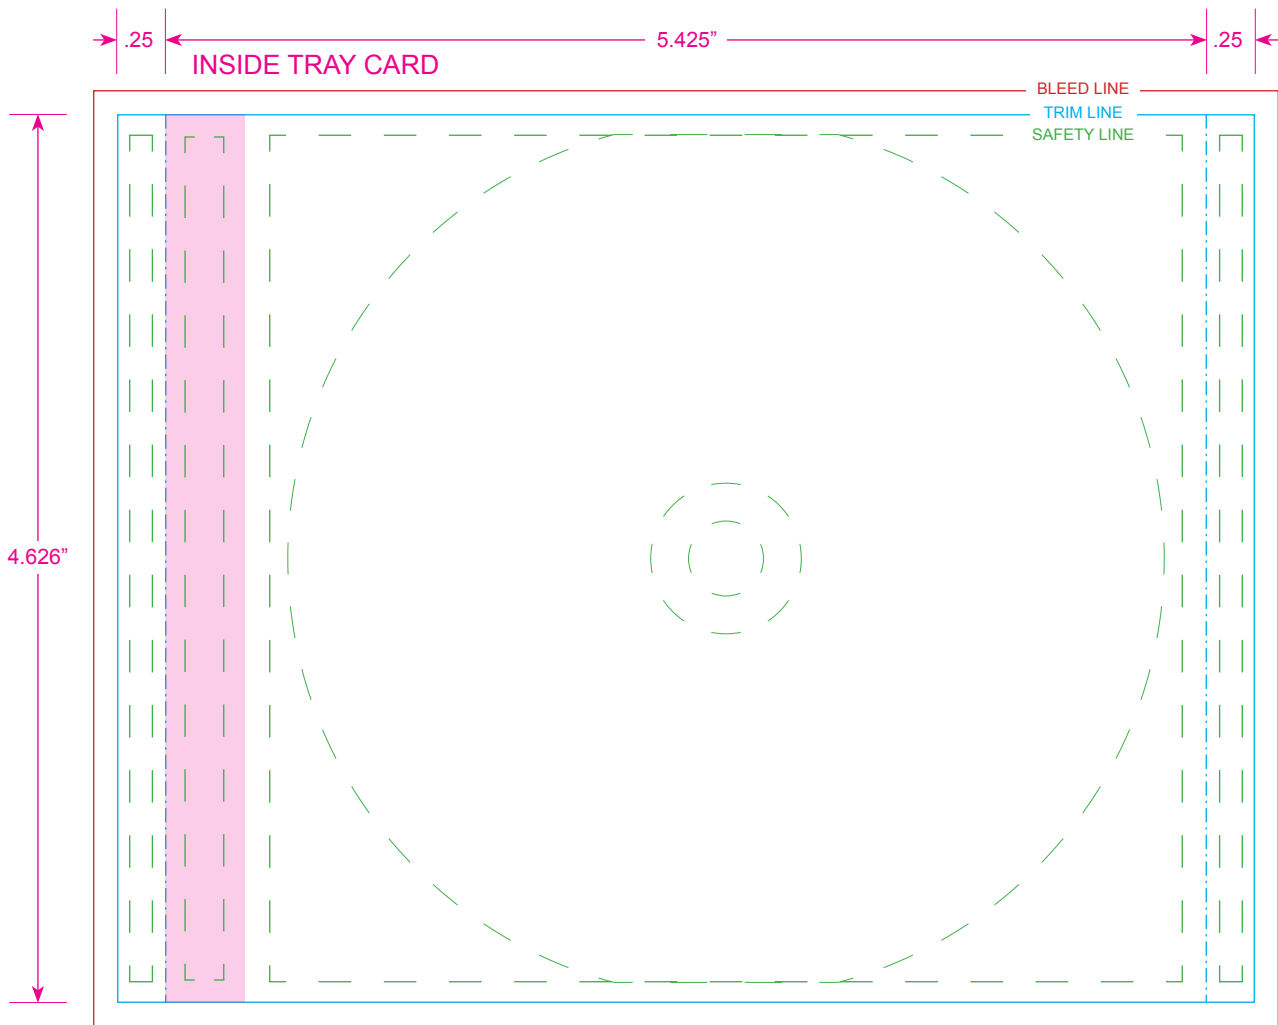 .25
5.425”
.25
INSIDE TRAY CARD
BLEED LINE
TRIM LINE
SAFETY LINE
4.626”